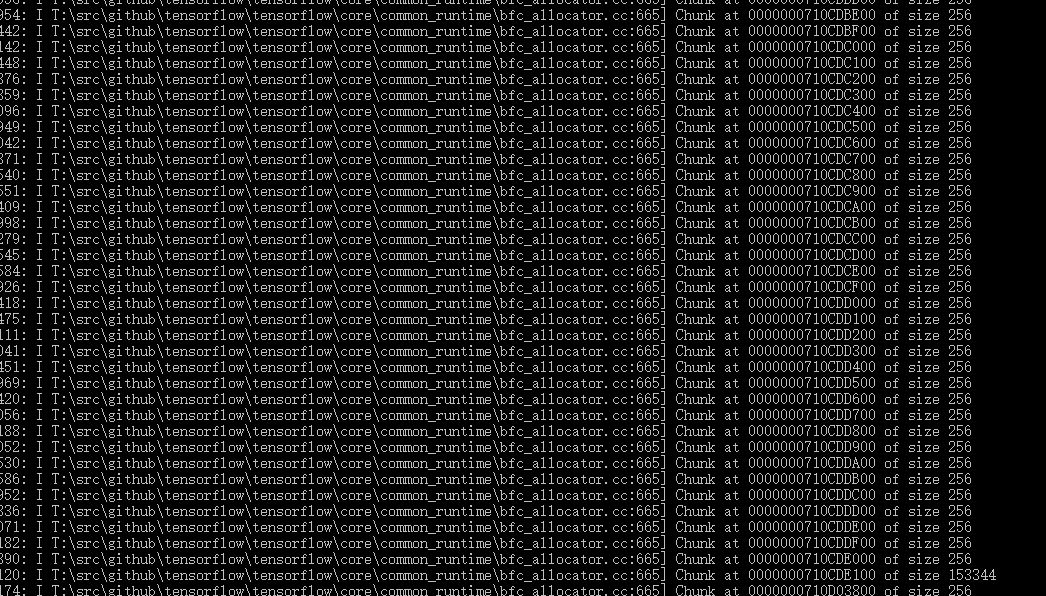 954: I T:\src\github\tensorflow\tensorflow\core\common_runtime\bfc_allocator.cc:665] Chunk at 0000000710CDBE00 of size 256
442: I T:\src\github\tensorflow\tensorflow\core\common_runtime\bfc_allocator.cc:665] Chunk at 0000000710CDBF00 of size 256
142: I T:\src\github\tensorflow\tensorflow\core\common_runtime\bfc_allocator.cc:665] Chunk at 0000000710CDC000 of size 256
448: I T:\src\github\tensorflow\tensorflow\core\common_runtime\bfc_allocator.cc:665] Chunk at 0000000710CDC100 of size 256
376: I T:\src\github\tensorflow\tensorflow\core\common_runtime\bfc_allocator.cc:665] Chunk at 0000000710CDC200 of size 256
359: I T:\src\github\tensorflow\tensorflow\core\common_runtime\bfc_allocator.cc:665] Chunk at 0000000710CDC300 of size 256
096: I T:\src\github\tensorflow\tensorflow\core\common_runtime\bfc_allocator.cc:665] Chunk at 0000000710CDC400 of size 256
949: I T:\src\github\tensorflow\tensorflow\core\common_runtime\bfc_allocator.cc:665] Chunk at 0000000710CDC500 of size 256
042: I T:\src\github\tensorflow\tensorflow\core\common_runtime\bfc_allocator.cc:665] Chunk at 0000000710CDC600 of size 256
371: I T:\src\github\tensorflow\tensorflow\core\common_runtime\bfc_allocator.cc:665] Chunk at 0000000710CDC700 of size 256
540: I T:\src\github\tensorflow\tensorflow\core\common_runtime\bfc_allocator.cc:665] Chunk at 0000000710CDC800 of size 256
551: I T:\src\github\tensorflow\tensorflow\core\common_runtime\bfc_allocator.cc:665] Chunk at 0000000710CDC900 of size 256
409: I T:\src\github\tensorflow\tensorflow\core\common_runtime\bfc_allocator.cc:665] Chunk at 0000000710CDCA00 of size 256
998: I T:\src\github\tensorflow\tensorflow\core\common_runtime\bfc_allocator.cc:665] Chunk at 0000000710CDCB00 of size 256
279: I T:\src\github\tensorflow\tensorflow\core\common_runtime\bfc_allocator.cc:665] Chunk at 0000000710CDCC00 of size 256
545: I T:\src\github\tensorflow\tensorflow\core\common_runtime\bfc_allocator.cc:665] Chunk at 0000000710CDCD00 of size 256
584: I T:\src\github\tensorflow\tensorflow\core\common_runtime\bfc_allocator.cc:665] Chunk at 0000000710CDCE00 of size 256
926: I T:\src\github\tensorflow\tensorflow\core\common_runtime\bfc_allocator.cc:665] Chunk at 0000000710CDCF00 of size 256
418: I T:\src\github\tensorflow\tensorflow\core\common_runtime\bfc_allocator.cc:665] Chunk at 0000000710CDD000 of size 256
475: I T:\src\github\tensorflow\tensorflow\core\common_runtime\bfc_allocator.cc:665] Chunk at 0000000710CDD100 of size 256
111: I T:\src\github\tensorflow\tensorflow\core\common_runtime\bfc_allocator.cc:665] Chunk at 0000000710CDD200 of size 256
041: I T:\src\github\tensorflow\tensorflow\core\common_runtime\bfc_allocator.cc:665] Chunk at 0000000710CDD300 of size 256
451: I T:\src\github\tensorflow\tensorflow\core\common_runtime\bfc_allocator.cc:665] Chunk at 0000000710CDD400 of size 256
969: I T:\src\github\tensorflow\tensorflow\core\common_runtime\bfc_allocator.cc:665] Chunk at 0000000710CDD500 of size 256
420: I T:\src\github\tensorflow\tensorflow\core\common_runtime\bfc_allocator.cc:665] Chunk at 0000000710CDD600 of size 256
056: I T:\src\github\tensorflow\tensorflow\core\common_runtime\bfc_allocator.cc:665] Chunk at 0000000710CDD700 of size 256
188: I T:\src\github\tensorflow\tensorflow\core\common_runtime\bfc_allocator.cc:665] Chunk at 0000000710CDD800 of size 256
052: I T:\src\github\tensorflow\tensorflow\core\common_runtime\bfc_allocator.cc:665] Chunk at 0000000710CDD900 of size 256
530: I T:\src\github\tensorflow\tensorflow\core\common_runtime\bfc_allocator.cc:665] Chunk at 0000000710CDDA00 of size 256
586: I T:\src\github\tensorflow\tensorflow\core\common_runtime\bfc_allocator.cc:665] Chunk at 0000000710CDDB00 of size 256
952: I T:\src\github\tensorflow\tensorflow\core\common_runtime\bfc_allocator.cc:665] Chunk at 0000000710CDDC00 of size 256
336: I T:\src\github\tensorflow\tensorflow\core\common_runtime\bfc_allocator.cc:665] Chunk at 0000000710CDDD00 of size 256
071: I T:\src\github\tensorflow\tensorflow\core\common_runtime\bfc_allocator.cc:665] Chunk at 0000000710CDDE00 of size 256
182: I T:\src\github\tensorflow\tensorflow\core\common_runtime\bfc_allocator.cc:665] Chunk at 0000000710CDDF00 of size 256
390: I T:\src\github\tensorflow\tensorflow\core\common_runtime\bfc_allocator.cc:665] Chunk at 0000000710CDE000 of size 256
120: I T:\src\github\tensorflow\tensorflow\core\common_runtime\bfc_allocator.cc:665] Chunk at 0000000710CDE100 of size 153344
174: I T:\src\github\tensorflow\tensorflow\core\common_runtime\bfc_allocator.cc:665] Chunk at 0000000710D03800 of size 256